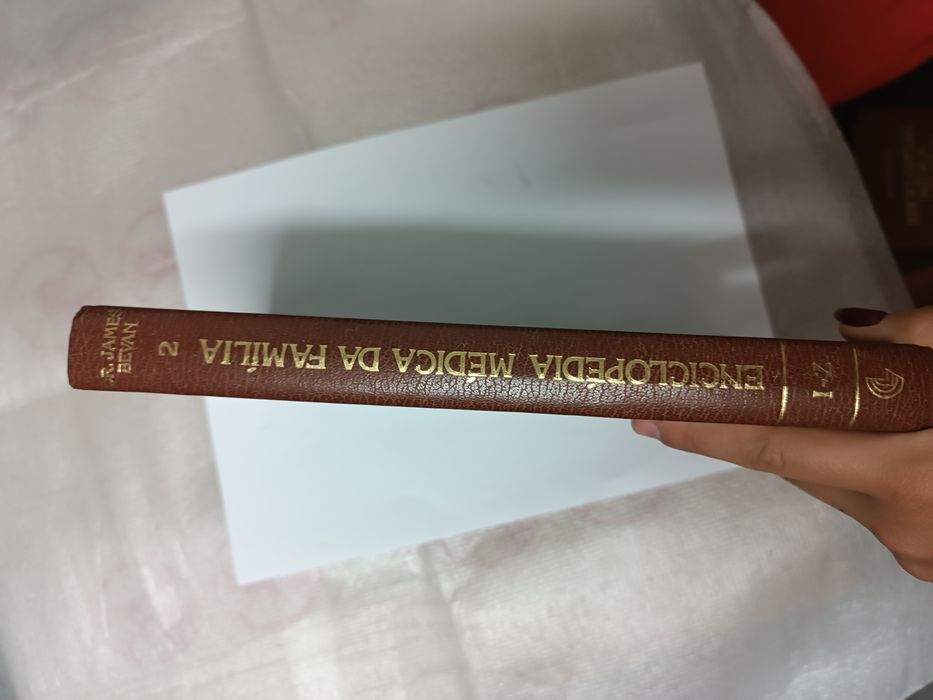 DR. JAMES
BEVAN
2
ENCICLOPÉDIA MÉDICA DA FAMÍLIA
I-Z